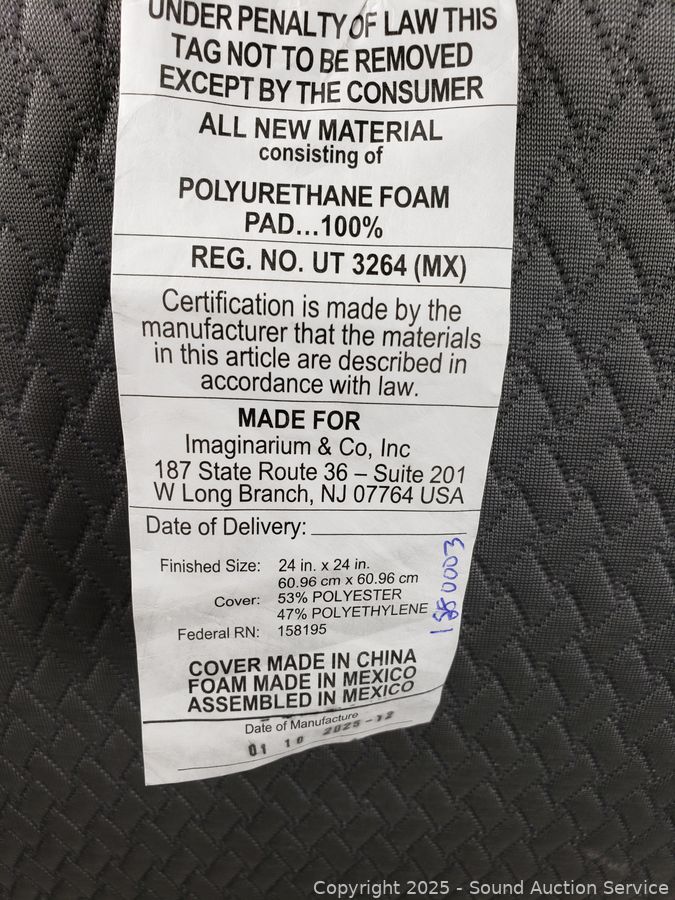 UNDER PENALTY OF LAW THIS
TAG NOT TO BE REMOVED
EXCEPT BY THE CONSUMER
ALL NEW MATERIAL
consisting of
POLYURETHANE FOAM
PAD...100%
REG. NO. UT 3264 (MX)
Certification is made by the
manufacturer that the materials
in this article are described in
accordance with law.
MADE FOR
Imaginarium & Co, Inc
187 State Route 36 – Suite 201
W Long Branch, NJ 07764 USA
Date of Delivery:
Finished Size: 24 in. x 24 in.
60.96 cm x 60.96 cm
Cover: 53% POLYESTER
47% POLYETHYLENE
Federal RN: 158195
1880003
COVER MADE IN CHINA
FOAM MADE IN MEXICO
ASSEMBLED IN MEXICO
Date of Manufacture
01 10 2025-12
Copyright 2025 - Sound Auction Service